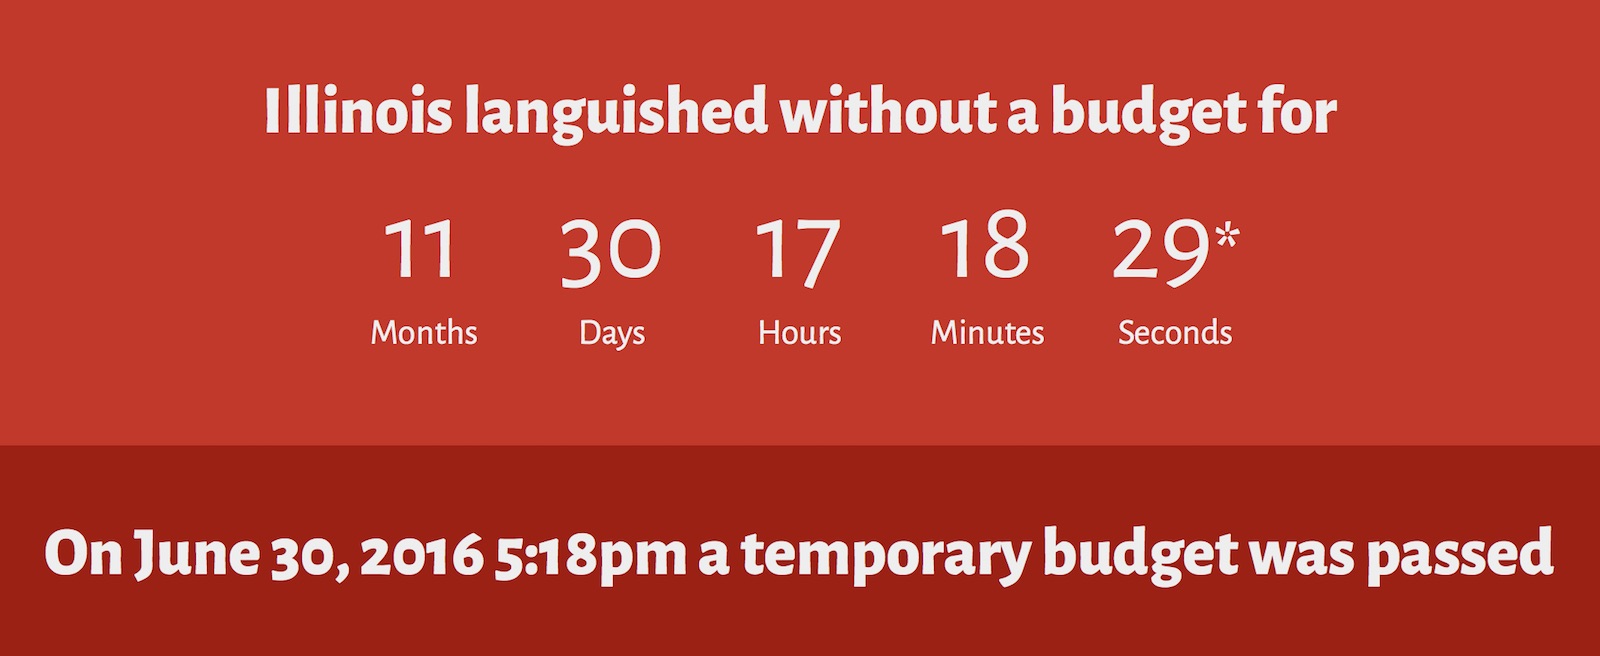 Illinois languished without a budget for
11 30 17 18 29*
Months Days Hours Minutes Seconds
On June 30, 2016 5:18pm a temporary budget was passed